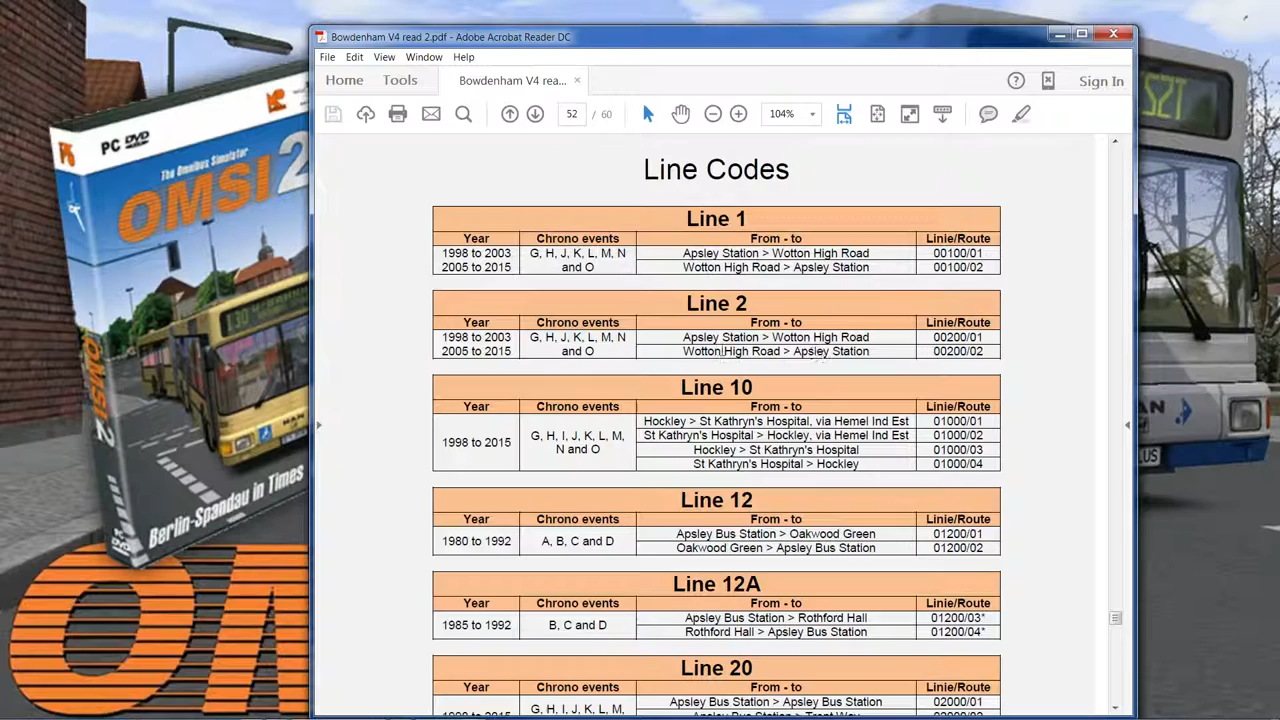 Bowdenham V4 read 2.pdf - Adobe Acrobat Reader DC
File Edit View Window Help
Home Tools Bowdenham V4 rea... × Sign In
52 / 60 104%
Line Codes
Line 1
Year Chrono events From - to Linie/Route
1998 to 2003 G, H, J, K, L, M, N Apsley Station > Wotton High Road 00100/01
2005 to 2015 and O Wotton High Road > Apsley Station 00100/02
Line 2
Year Chrono events From - to Linie/Route
1998 to 2003 G, H, J, K, L, M, N Apsley Station > Wotton High Road 00200/01
2005 to 2015 and O Wotton High Road > Apsley Station 00200/02
Line 10
Year Chrono events From - to Linie/Route
1998 to 2015 G, H, I, J, K, L, M, N and O
Hockley > St Kathryn's Hospital, via Hemel Ind Est 01000/01
St Kathryn's Hospital > Hockley, via Hemel Ind Est 01000/02
Hockley > St Kathryn's Hospital 01000/03
St Kathryn's Hospital > Hockley 01000/04
Line 12
Year Chrono events From - to Linie/Route
1980 to 1992 A, B, C and D
Apsley Bus Station > Oakwood Green 01200/01
Oakwood Green > Apsley Bus Station 01200/02
Line 12A
Year Chrono events From - to Linie/Route
1985 to 1992 B, C and D
Apsley Bus Station > Rothford Hall 01200/03*
Rothford Hall > Apsley Bus Station 01200/04*
Line 20
Year Chrono events From - to Linie/Route
G, H, I, J, K, L, M, Apsley Bus Station > Apsley Bus Station 02000/01
PC DVD
The Omnibus Simulator
OMSI 2
MAN
Berlin-Spandau in Times
OM